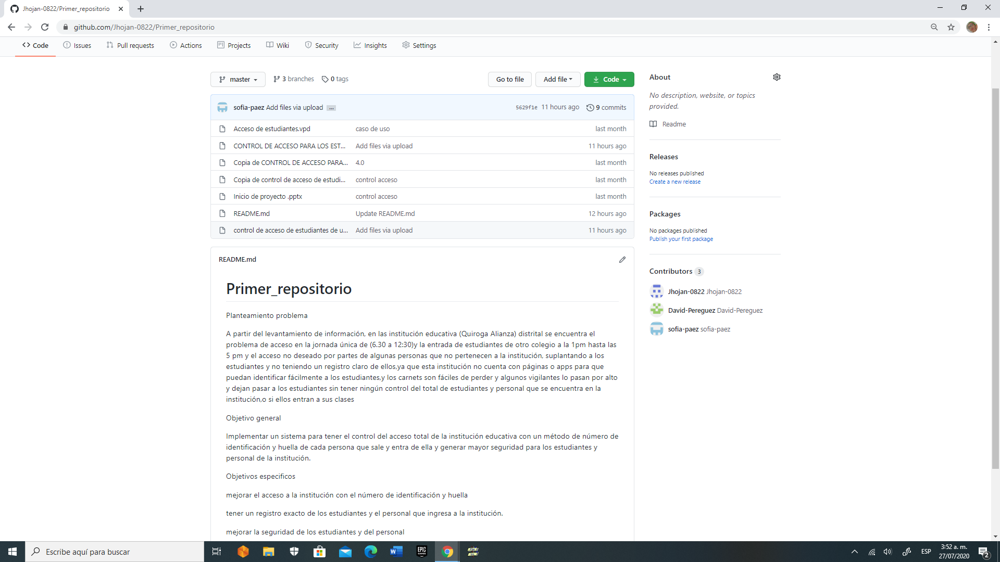 Jhojan-0822/Primer_repositorio
github.com/Jhojan-0822/Primer_repositorio
Code Issues Pull requests Actions Projects Wiki Security Insights Settings
master 3 branches 0 tags Go to file Add file Code
sofia-paez Add files via upload ... 5629f1e 11 hours ago 9 commits
Acceso de estudiantes.vpd caso de uso last month
CONTROL DE ACCESO PARA LOS EST... Add files via upload 11 hours ago
Copia de CONTROL DE ACCESO PARA... 4.0 last month
Copia de control de acceso de estudi... control acceso last month
Inicio de proyecto .pptx control acceso last month
README.md Update README.md 12 hours ago
control de acceso de estudiantes de u... Add files via upload 11 hours ago
README.md
Primer_repositorio
Planteamiento problema
A partir del levantamiento de información, en las institución educativa (Quiroga Alianza) distrital se encuentra el
problema de acceso en la jornada única de (6.30 a 12:30)y la entrada de estudiantes de otro colegio a la 1pm hasta las
5 pm y el acceso no deseado por partes de algunas personas que no pertenecen a la institución, suplantando a los
estudiantes y no teniendo un registro claro de ellos,ya que esta institución no cuenta con páginas o apps para que
puedan identificar fácilmente a los estudiantes,y los carnets son fáciles de perder y algunos vigilantes lo pasan por alto
y dejan pasar a los estudiantes sin tener ningún control del total de estudiantes y personal que se encuentra en la
institución,o si ellos entran a sus clases
Objetivo general
Implementar un sistema para tener el control del acceso total de la institución educativa con un método de número de
identificación y huella de cada persona que sale y entra de ella y generar mayor seguridad para los estudiantes y
personal de la institución.
Objetivos especificos
mejorar el acceso a la institución con el número de identificación y huella
tener un registro exacto de los estudiantes y el personal que ingresa a la institución.
mejorar la seguridad de los estudiantes y del personal
About
No description, website, or topics
provided.
Readme
Releases
No releases published
Create a new release
Packages
No packages published
Publish your first package
Contributors 3
Jhojan-0822 Jhojan-0822
David-Pereguez David-Pereguez
sofia-paez sofia-paez
Escribe aquí para buscar
EPIC
GAMES
ESP
3:52 a. m.
27/07/2020
2